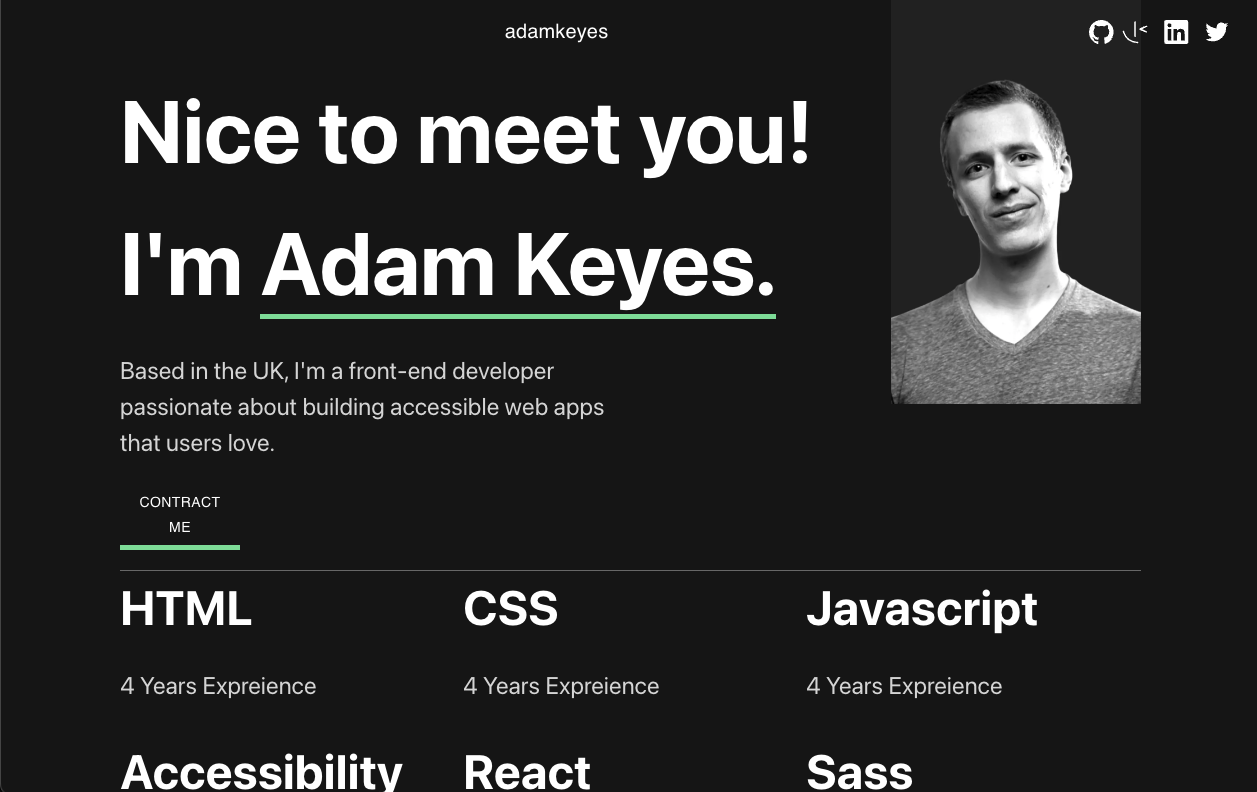 adamkeyes
Nice to meet you!
I'm Adam Keyes.
Based in the UK, I'm a front-end developer
passionate about building accessible web apps
that users love.
CONTRACT
ME
HTML
CSS
Javascript
4 Years Expreience
4 Years Expreience
4 Years Expreience
Accessibility
React
Sass